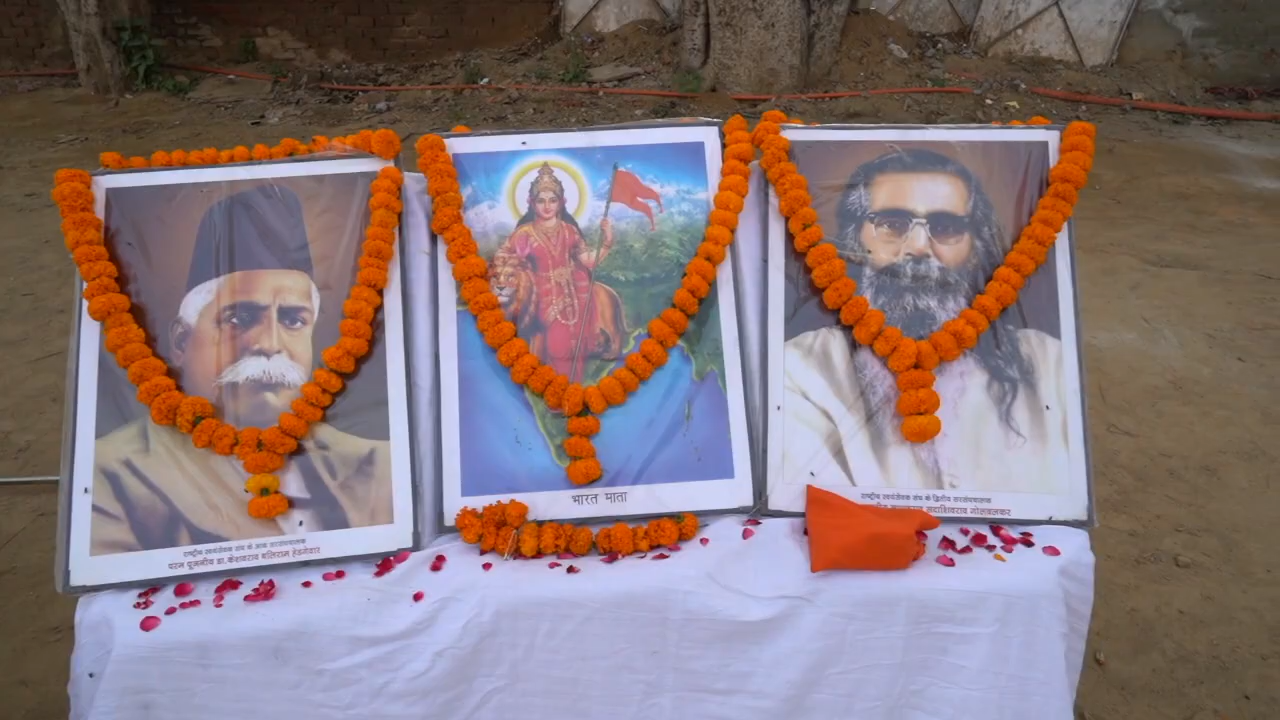 राष्ट्रीय स्वयंसेवक संघ के आद्य सरसंघचालक
परम पूजनीय डा. केशवराव बलिराम हेडगेवार
भारत माता
राष्ट्रीय स्वयंसेवक संघ के द्वितीय सरसंघचालक
सदाशिवराव गोलवलकर